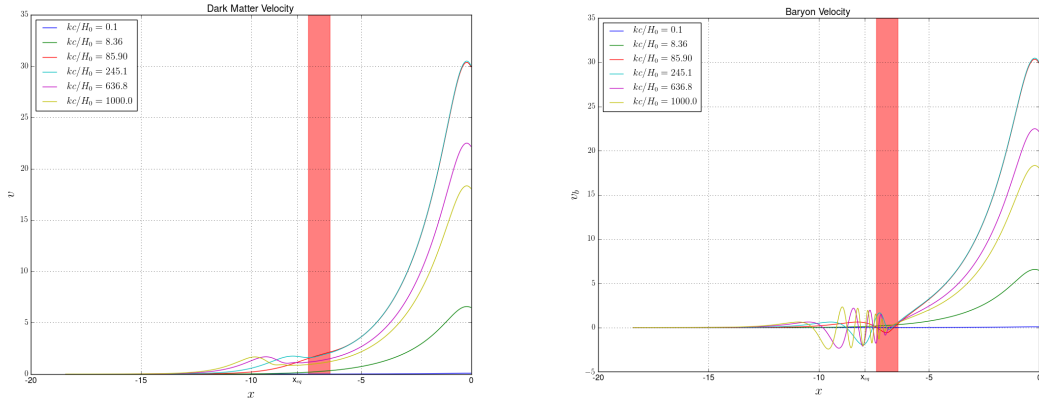 Dark Matter Velocity
35
30
25
20
15
10
5
0
v
kc/H₀ = 0.1
kc/H₀ = 8.36
kc/H₀ = 85.90
kc/H₀ = 245.1
kc/H₀ = 636.8
kc/H₀ = 1000.0
-20
-15
-10
x_eq
-5
0
x
Baryon Velocity
35
30
25
20
15
10
5
0
−5
v_b
kc/H₀ = 0.1
kc/H₀ = 8.36
kc/H₀ = 85.90
kc/H₀ = 245.1
kc/H₀ = 636.8
kc/H₀ = 1000.0
-20
-15
-10
x_eq
-5
0
x